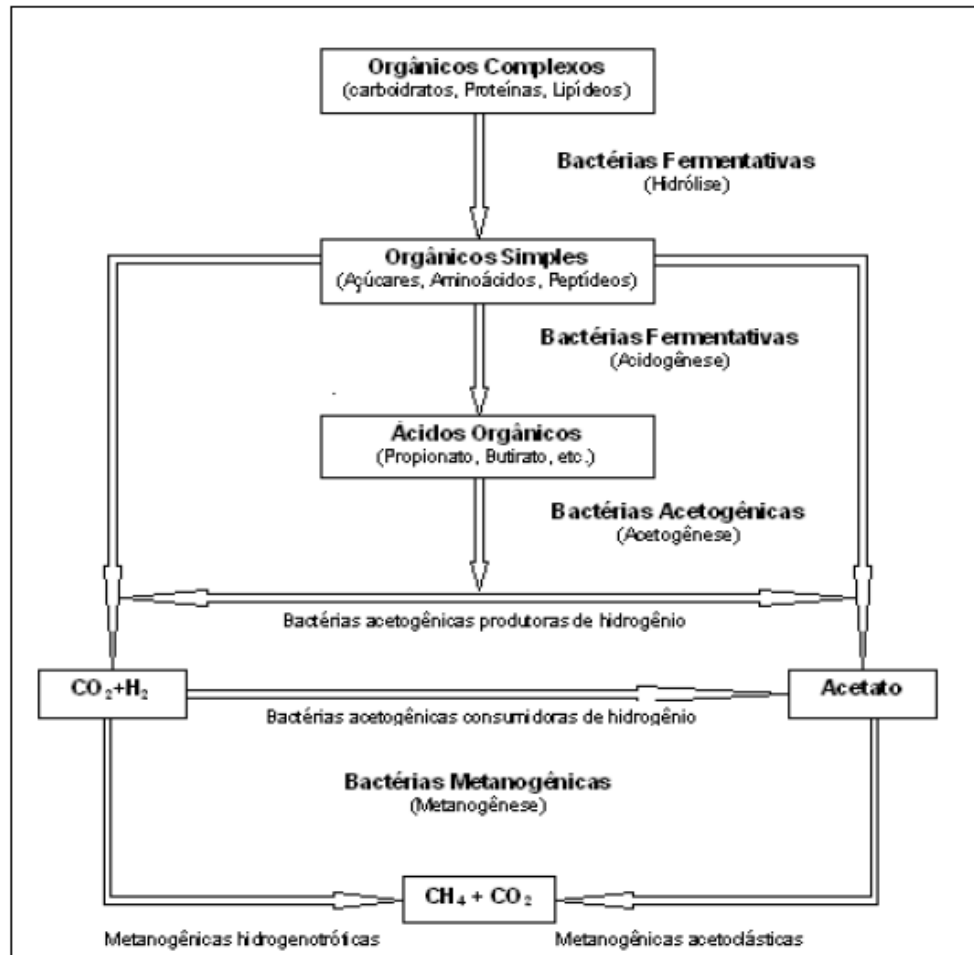 Orgânicos Complexos
(carboidratos, Proteínas, Lipídeos)
Bactérias Fermentativas
(Hidrólise)
Orgânicos Simples
(Açúcares, Aminoácidos, Peptídeos)
Bactérias Fermentativas
(Acidogênese)
Ácidos Orgânicos
(Propionato, Butirato, etc.)
Bactérias Acetogênicas
(Acetogênese)
Bactérias acetogênicas produtoras de hidrogênio
CO₂+H₂
Acetato
Bactérias acetogênicas consumidoras de hidrogênio
Bactérias Metanogênicas
(Metanogênese)
CH₄ + CO₂
Metanogênicas hidrogenotróficas
Metanogênicas acetoclásticas